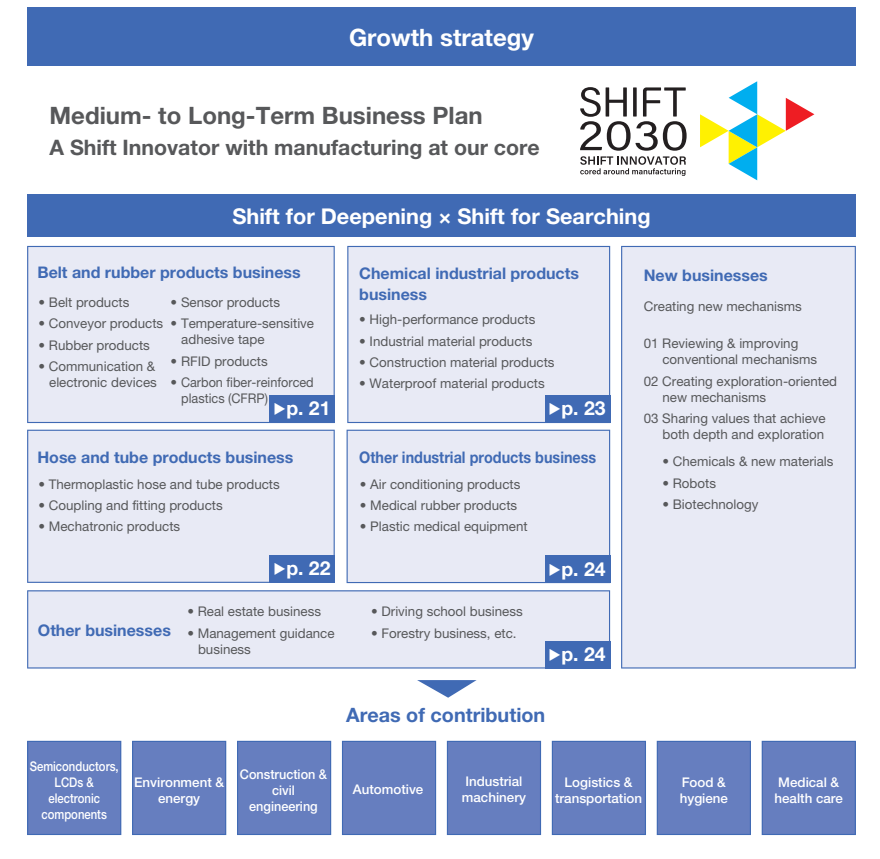 Growth strategy
Medium- to Long-Term Business Plan
A Shift Innovator with manufacturing at our core
SHIFT
2030
SHIFT INNOVATOR
cored around manufacturing
Shift for Deepening × Shift for Searching
Belt and rubber products business
• Belt products
• Conveyor products
• Rubber products
• Communication &
electronic devices
• Sensor products
• Temperature-sensitive
adhesive tape
• RFID products
• Carbon fiber-reinforced
plastics (CFRP)
▶p. 21
Chemical industrial products
business
• High-performance products
• Industrial material products
• Construction material products
• Waterproof material products
▶p. 23
Hose and tube products business
• Thermoplastic hose and tube products
• Coupling and fitting products
• Mechatronic products
▶p. 22
Other industrial products business
• Air conditioning products
• Medical rubber products
• Plastic medical equipment
▶p. 24
Other businesses
• Real estate business
• Management guidance
business
• Driving school business
• Forestry business, etc.
▶p. 24
New businesses
Creating new mechanisms
01 Reviewing & improving
conventional mechanisms
02 Creating exploration-oriented
new mechanisms
03 Sharing values that achieve
both depth and exploration
• Chemicals & new materials
• Robots
• Biotechnology
Areas of contribution
Semiconductors,
LCDs &
electronic
components
Environment &
energy
Construction &
civil
engineering
Automotive
Industrial
machinery
Logistics &
transportation
Food &
hygiene
Medical &
health care